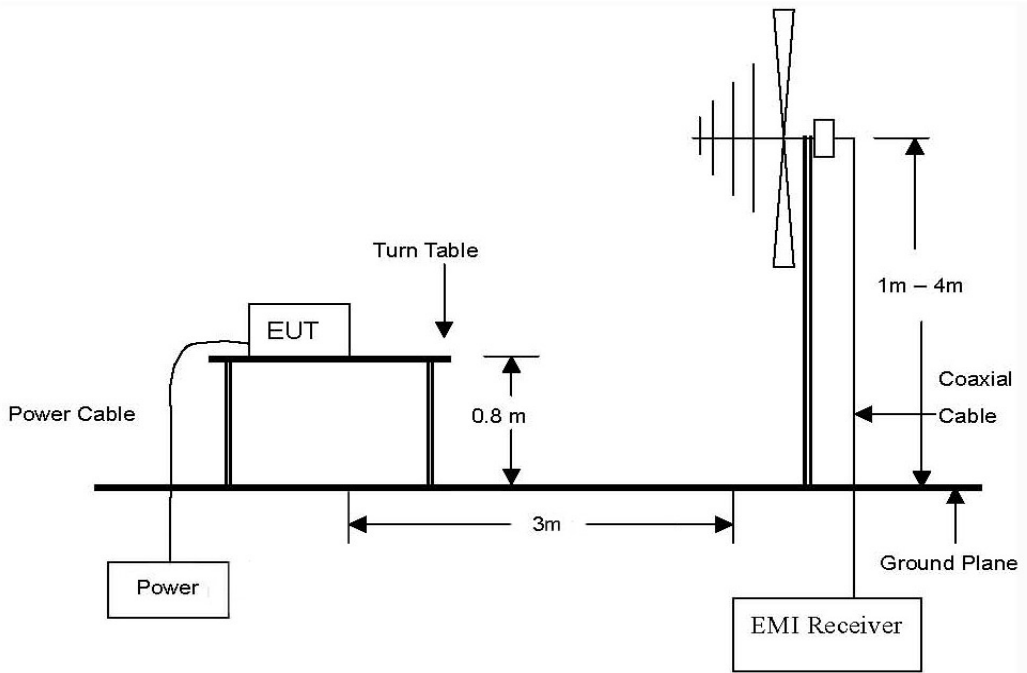 Turn Table
1m – 4m
EUT
Coaxial
Cable
0.8 m
Power Cable
3m
Ground Plane
Power
EMI Receiver